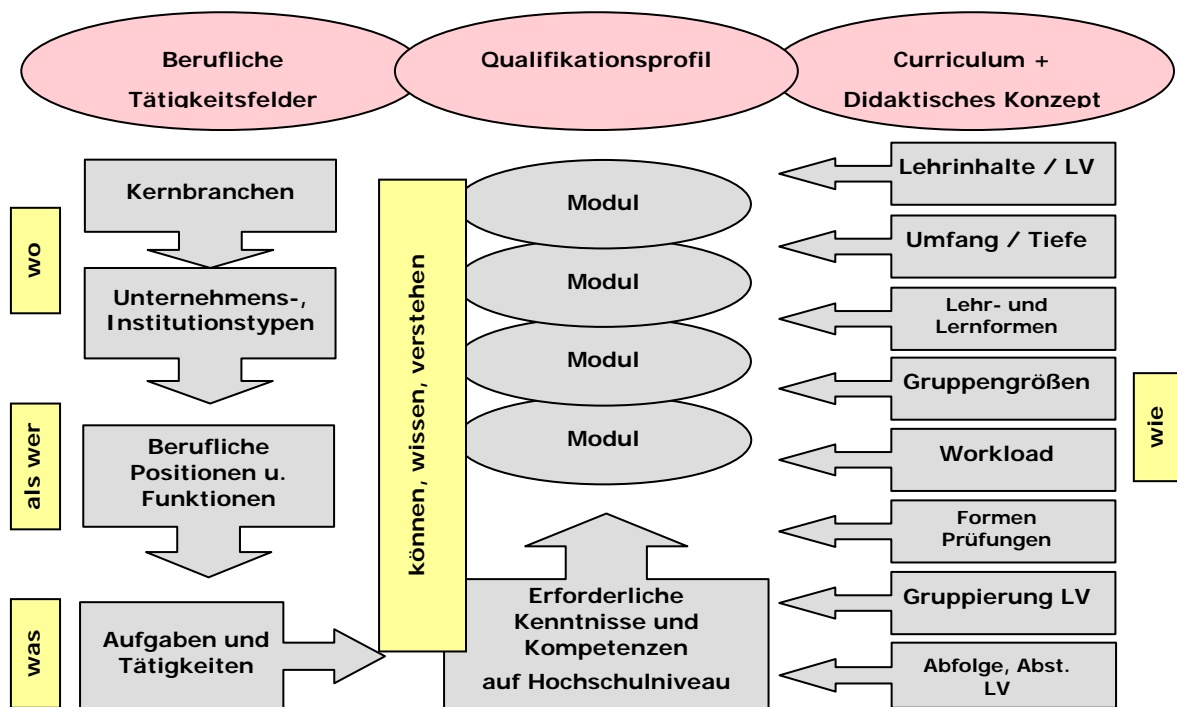 Berufliche
Tätigkeitsfelder
Qualifikationsprofil
Curriculum +
Didaktisches Konzept
wo
als wer
was
Kernbranchen
Unternehmens-,
Institutionstypen
Berufliche
Positionen u.
Funktionen
Aufgaben und
Tätigkeiten
können, wissen, verstehen
Modul
Modul
Modul
Modul
Erforderliche
Kenntnisse und
Kompetenzen
auf Hochschulniveau
Lehrinhalte / LV
Umfang / Tiefe
Lehr- und
Lernformen
Gruppengrößen
Workload
Formen
Prüfungen
Gruppierung LV
Abfolge, Abst.
LV
wie